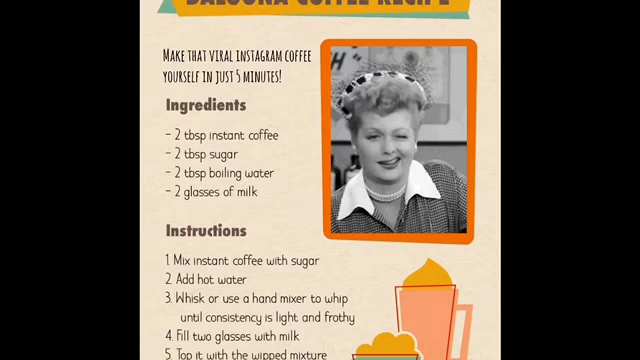 DALGONA COFFEE RECIPE
MAKE THAT VIRAL INSTAGRAM COFFEE
YOURSELF IN JUST 5 MINUTES!
Ingredients
- 2 tbsp instant coffee
- 2 tbsp sugar
- 2 tbsp boiling water
- 2 glasses of milk
Instructions
1. Mix instant coffee with sugar
2. Add hot water
3. Whisk or use a hand mixer to whip
until consistency is light and frothy
4. Fill two glasses with milk
5. Top it with the wipped mixture